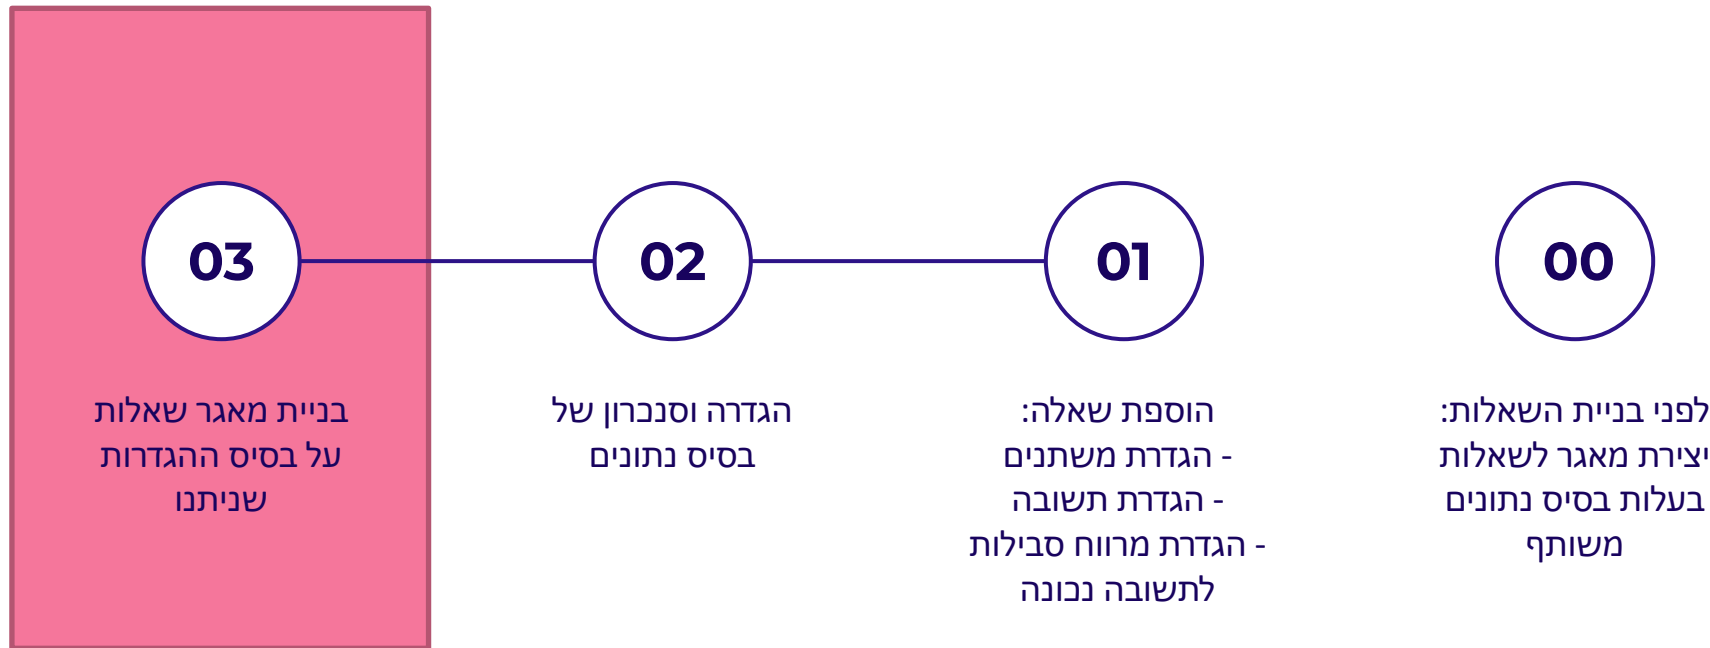 00
לפני בניית השאלות:
יצירת מאגר לשאלות
בעלות בסיס נתונים
משותף
01
הוספת שאלה:
- הגדרת משתנים
- הגדרת תשובה
- הגדרת מרווח סבילות
לתשובה נכונה
02
הגדרה וסנכרון של
בסיס נתונים
03
בניית מאגר שאלות
על בסיס ההגדרות
שניתנו